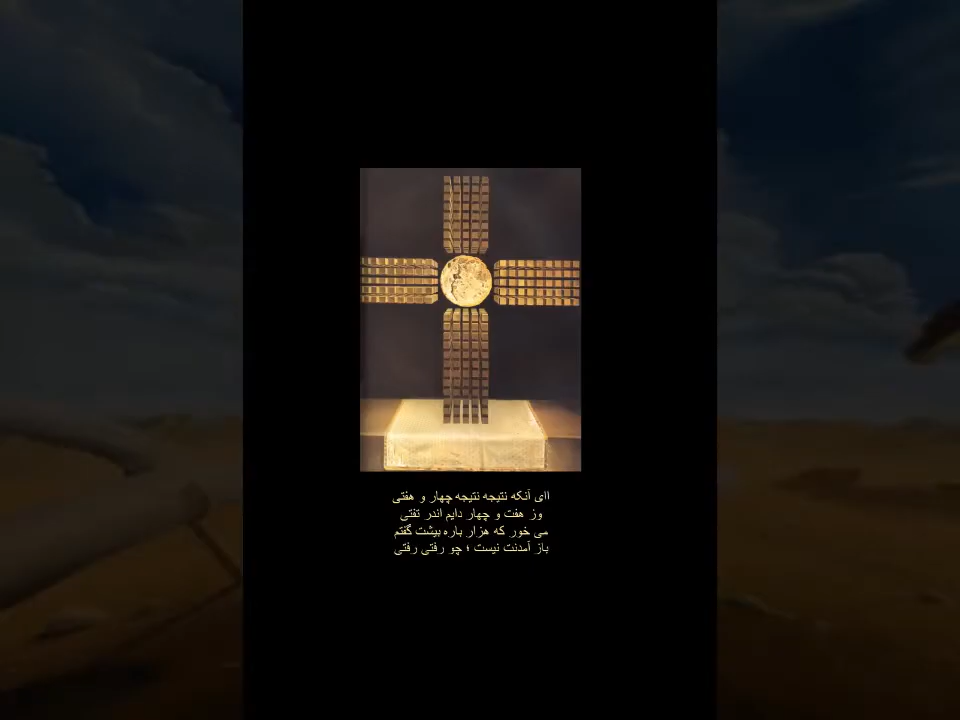 اای آنکه نتیجه نتیجه چهار و هفتی
وز هفت و چهار دایم اندر تفتی
می خور که هزار باره بیشت گفتم
باز آمدنت نیست ؛ چو رفتی رفتی